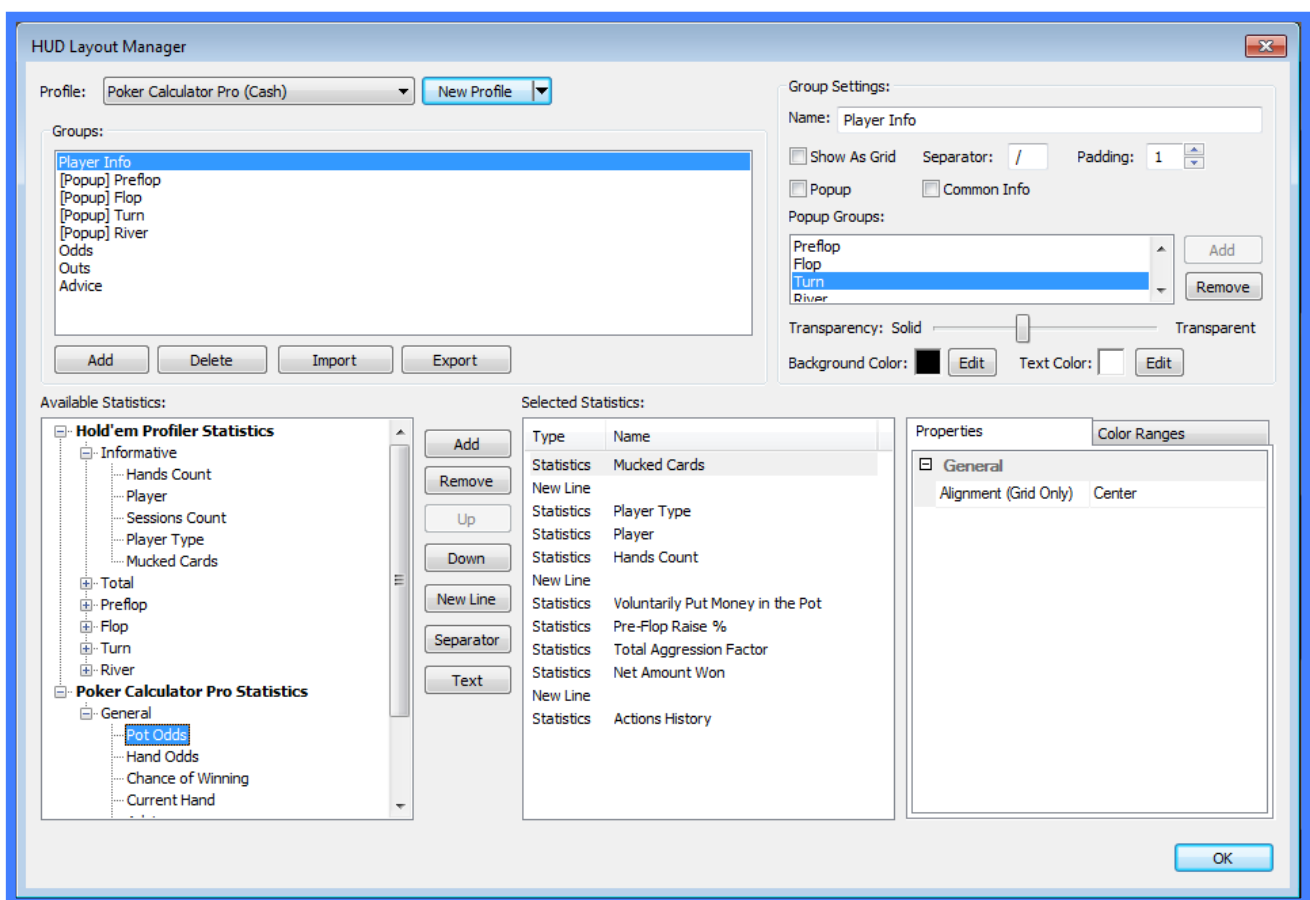 HUD Layout Manager
Profile: Poker Calculator Pro (Cash) New Profile
Groups:
Player Info
[Popup] Preflop
[Popup] Flop
[Popup] Turn
[Popup] River
Odds
Outs
Advice
Add Delete Import Export
Group Settings:
Name: Player Info
Show As Grid Separator: / Padding: 1
Popup Common Info
Popup Groups:
Preflop
Flop
Turn
River
Add
Remove
Transparency: Solid Transparent
Background Color: Edit Text Color: Edit
Available Statistics:
Hold'em Profiler Statistics
Informative
Hands Count
Player
Sessions Count
Player Type
Mucked Cards
Total
Preflop
Flop
Turn
River
Poker Calculator Pro Statistics
General
Pot Odds
Hand Odds
Chance of Winning
Current Hand
Add
Remove
Up
Down
New Line
Separator
Text
Selected Statistics:
Type Name
Statistics Mucked Cards
New Line
Statistics Player Type
Statistics Player
Statistics Hands Count
New Line
Statistics Voluntarily Put Money in the Pot
Statistics Pre-Flop Raise %
Statistics Total Aggression Factor
Statistics Net Amount Won
New Line
Statistics Actions History
Properties Color Ranges
General
Alignment (Grid Only) Center
OK